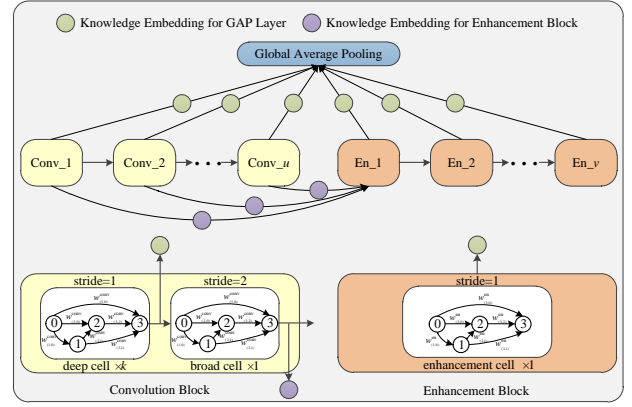 Knowledge Embedding for GAP Layer Knowledge Embedding for Enhancement Block
Global Average Pooling
Conv_1 Conv_2 ··· Conv_u En_1 En_2 ··· En_v
stride=1 stride=2 stride=1
0 1 2 3 0 1 2 3 0 1 2 3
deep cell ×k broad cell ×1 enhancement cell ×1
Convolution Block Enhancement Block